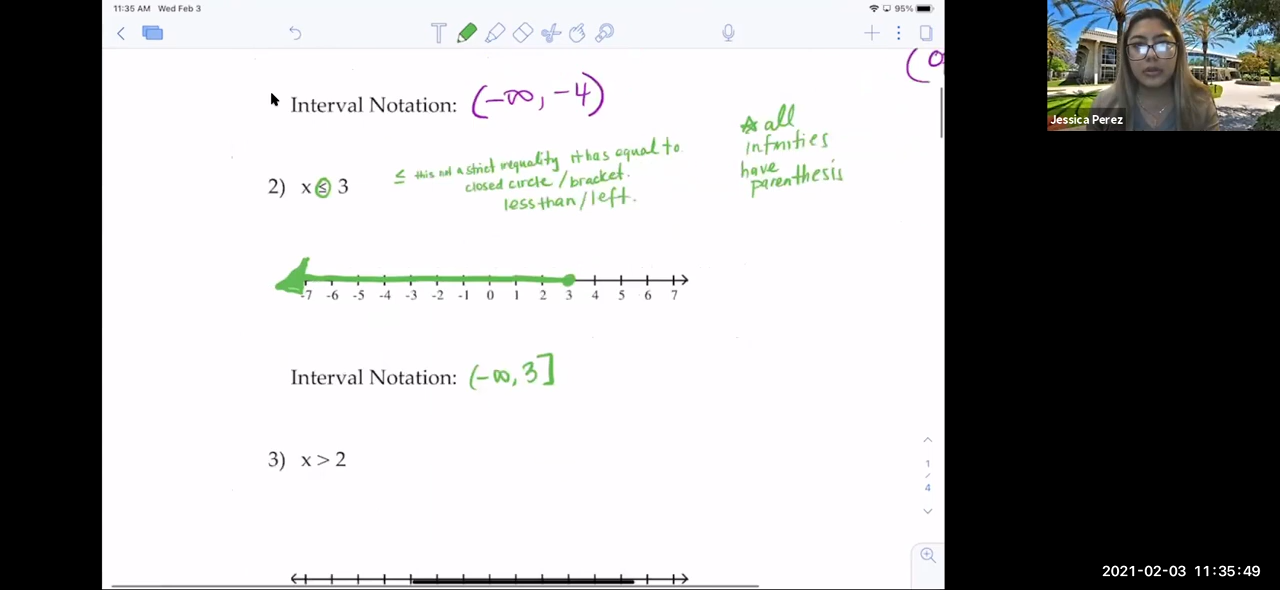 11:35 AM Wed Feb 3
95%
Interval Notation: (-∞, -4)
☆ all
infinities
have
parenthesis
2) x ≤ 3
≤ this not a strict inequality it has equal to.
closed circle/bracket.
less than/left.
-7 -6 -5 -4 -3 -2 -1 0 1 2 3 4 5 6 7
Interval Notation: (-∞, 3]
3) x > 2
1
/
4
Jessica Perez
2021-02-03 11:35:49